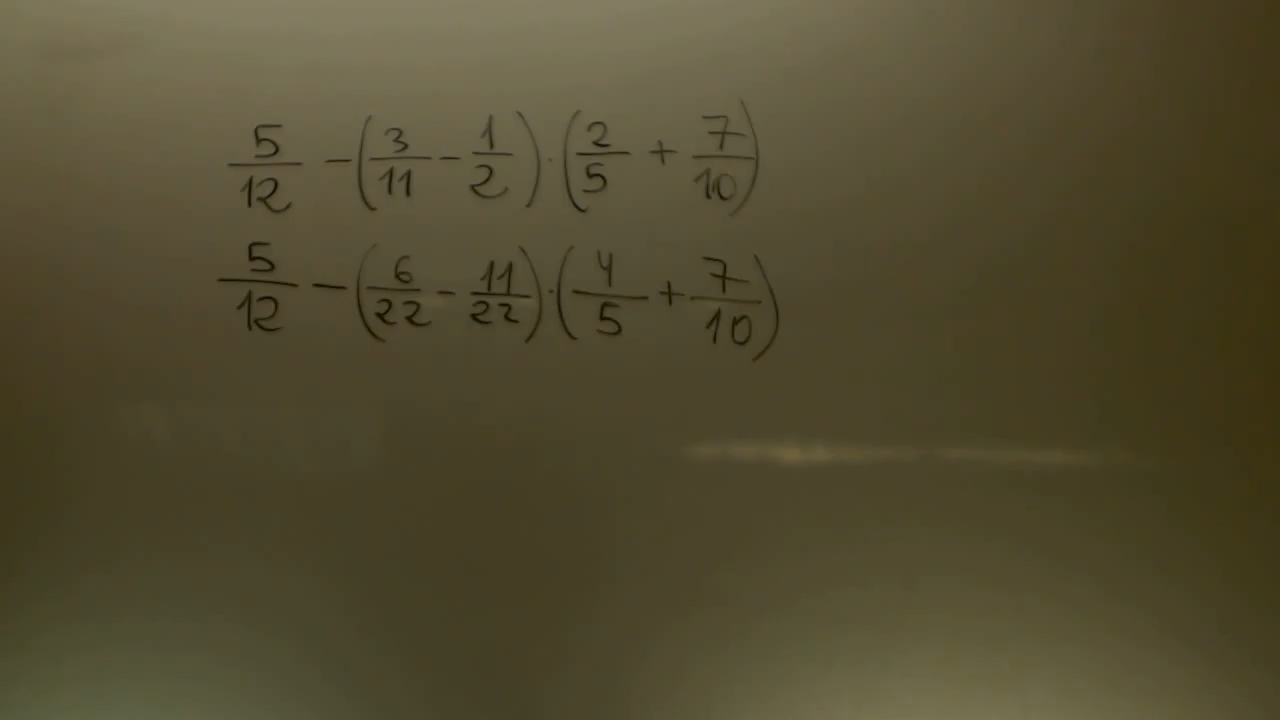 5/12 - (3/11 - 1/2) · (2/5 + 7/10)
5/12 - (6/22 - 11/22) · (4/5 + 7/10)